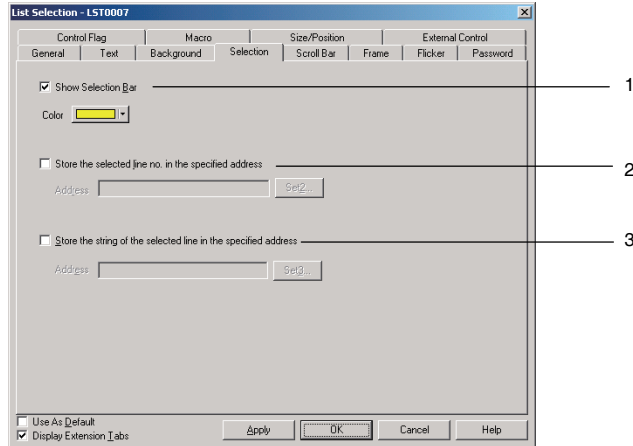 List Selection - LST0007
Control Flag Macro Size/Position External Control
General Text Background Selection Scroll Bar Frame Flicker Password
Show Selection Bar 1
Color
Store the selected line no. in the specified address 2
Address Set2...
Store the string of the selected line in the specified address 3
Address Set3...
Use As Default
Display Extension Tabs
Apply OK Cancel Help